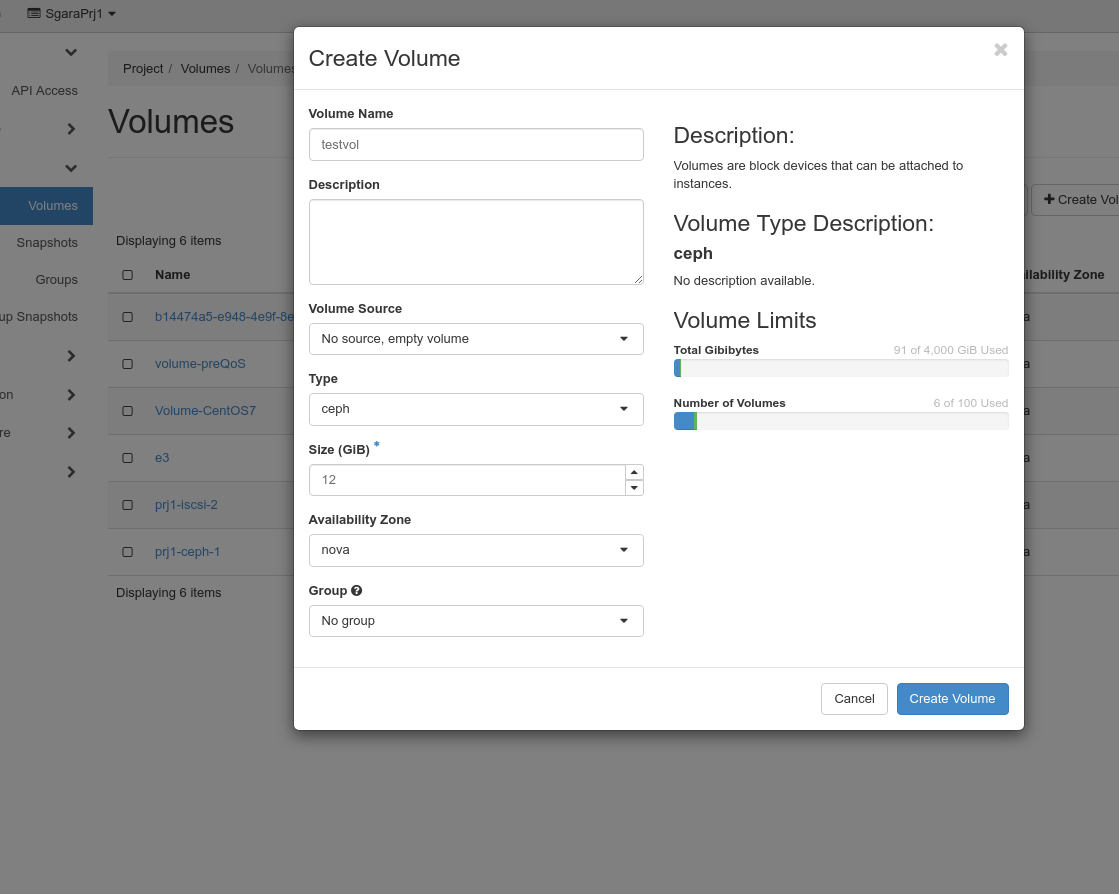 SgaraPrj1
API Access
Volumes
Snapshots
Groups
up Snapshots
on
re
Project / Volumes / Volumes
Volumes
Create Vol
Displaying 6 items
Name
ilability Zone
b14474a5-e948-4e9f-8e
a
volume-preQoS
a
Volume-CentOS7
a
e3
a
prj1-iscsi-2
a
prj1-ceph-1
a
Displaying 6 items
Create Volume
Volume Name
testvol
Description
Volume Source
No source, empty volume
Type
ceph
Size (GiB) *
12
Availability Zone
nova
Group
No group
Description:
Volumes are block devices that can be attached to
instances.
Volume Type Description:
ceph
No description available.
Volume Limits
Total Gibibytes 91 of 4,000 GiB Used
Number of Volumes 6 of 100 Used
Cancel Create Volume